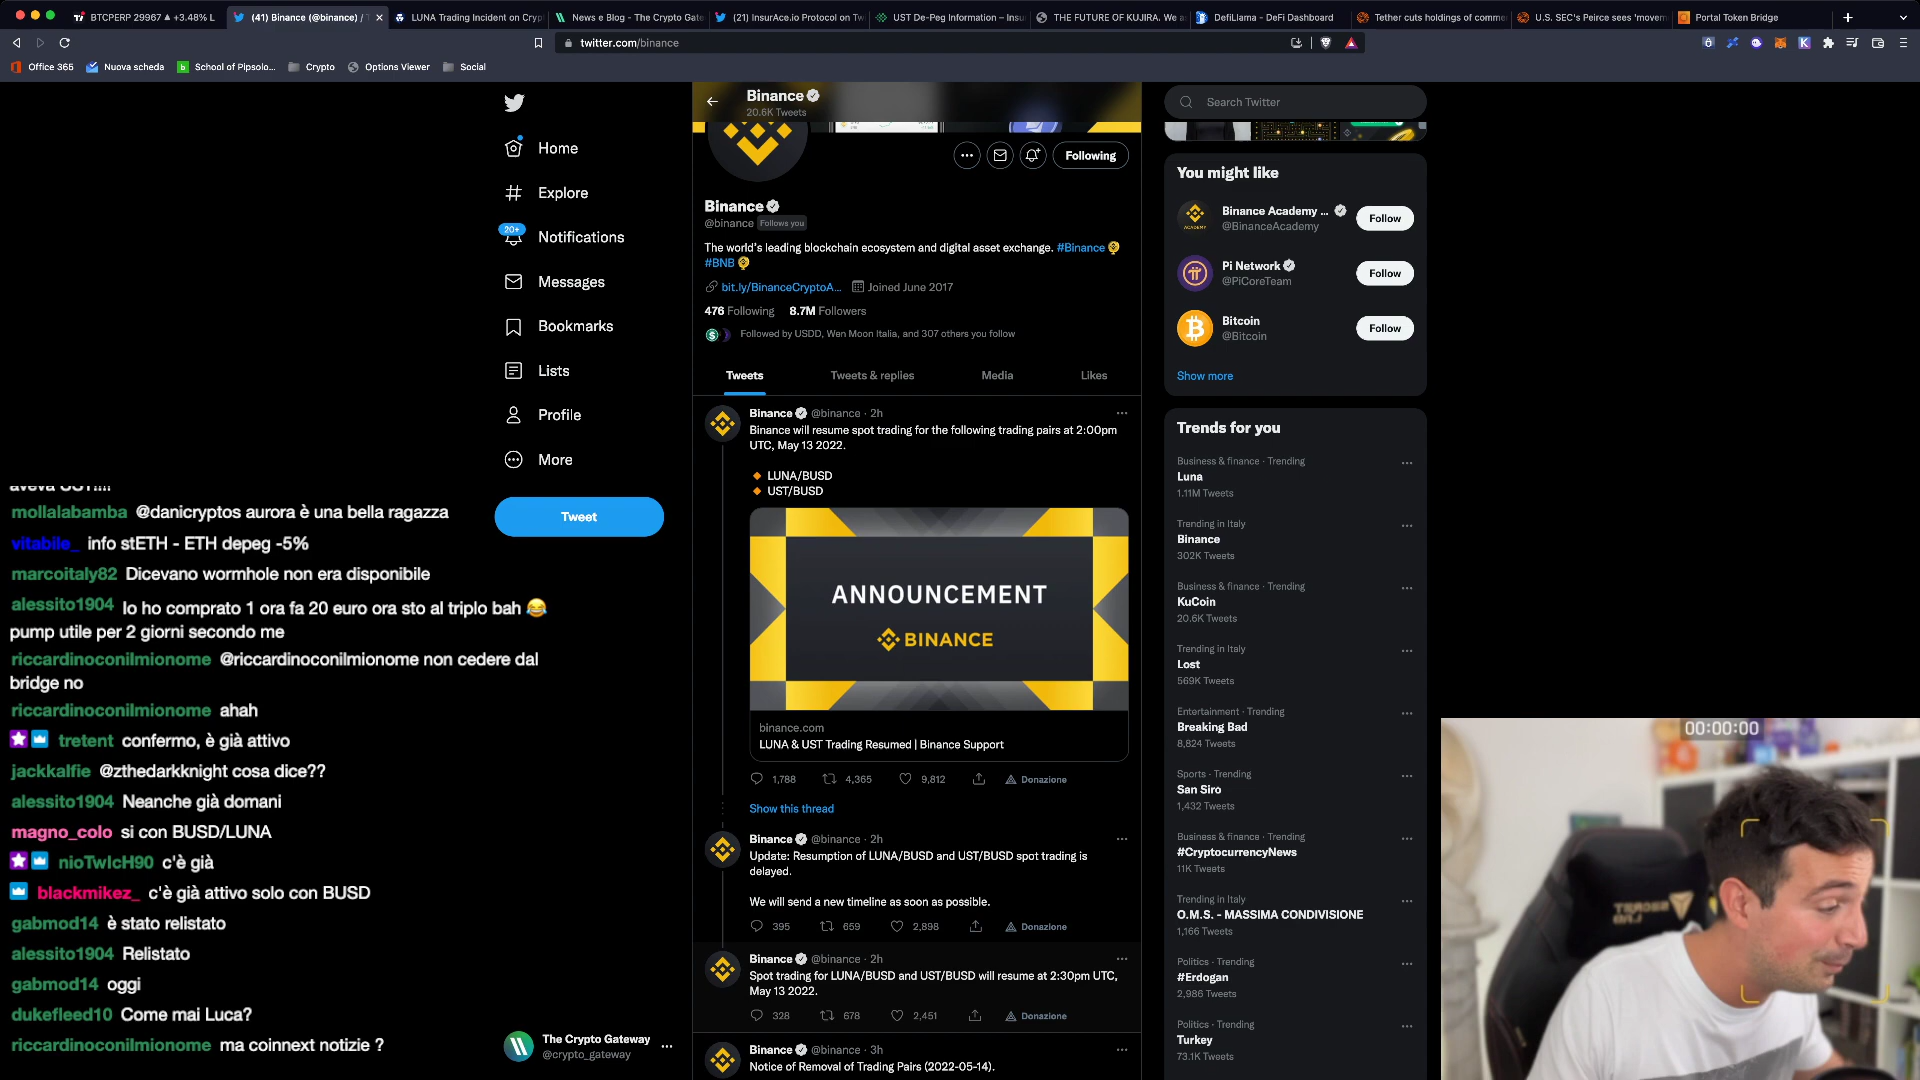 BTCPERP 29967 ▲ +3.48% L
(41) Binance (@binance) / T
LUNA Trading Incident on Crypt
News e Blog - The Crypto Gate
(21) InsurAce.io Protocol on Tw
UST De-Peg Information – Insu
THE FUTURE OF KUJIRA. We a
DefiLlama - DeFi Dashboard
Tether cuts holdings of comme
U.S. SEC's Peirce sees 'movem
Portal Token Bridge
twitter.com/binance
Office 365
Nuova scheda
School of Pipsolo...
Crypto
Options Viewer
Social
Home
Explore
20+
Notifications
Messages
Bookmarks
Lists
Profile
More
Tweet
The Crypto Gateway
@crypto_gateway
mollalabamba @danicryptos aurora è una bella ragazza
vitabile_ info stETH - ETH depeg -5%
marcoitaly82 Dicevano wormhole non era disponibile
alessito1904 Io ho comprato 1 ora fa 20 euro ora sto al triplo bah 😂
pump utile per 2 giorni secondo me
riccardinoconilmionome @riccardinoconilmionome non cedere dal
bridge no
riccardinoconilmionome ahah
tretent confermo, è già attivo
jackkalfie @zthedarkknight cosa dice??
alessito1904 Neanche già domani
magno_colo si con BUSD/LUNA
nioTwIcH90 c'è già
blackmikez_ c'è già attivo solo con BUSD
gabmod14 è stato relistato
alessito1904 Relistato
gabmod14 oggi
dukefleed10 Come mai Luca?
riccardinoconilmionome ma coinnext notizie ?
Binance
20.6K Tweets
Following
Binance
@binance Follows you
The world's leading blockchain ecosystem and digital asset exchange. #Binance
#BNB
bit.ly/BinanceCryptoA... Joined June 2017
476 Following 8.7M Followers
Followed by USDD, Wen Moon Italia, and 307 others you follow
Tweets
Tweets & replies
Media
Likes
Binance @binance · 2h
Binance will resume spot trading for the following trading pairs at 2:00pm
UTC, May 13 2022.
🔸 LUNA/BUSD
🔸 UST/BUSD
ANNOUNCEMENT
BINANCE
binance.com
LUNA & UST Trading Resumed | Binance Support
1,788 4,365 9,812 Donazione
Show this thread
Binance @binance · 2h
Update: Resumption of LUNA/BUSD and UST/BUSD spot trading is
delayed.
We will send a new timeline as soon as possible.
395 659 2,898 Donazione
Binance @binance · 2h
Spot trading for LUNA/BUSD and UST/BUSD will resume at 2:30pm UTC,
May 13 2022.
328 678 2,451 Donazione
Binance @binance · 3h
Notice of Removal of Trading Pairs (2022-05-14).
Search Twitter
You might like
Binance Academy ...
@BinanceAcademy
Follow
Pi Network
@PiCoreTeam
Follow
Bitcoin
@Bitcoin
Follow
Show more
Trends for you
Business & finance · Trending
Luna
1.11M Tweets
Trending in Italy
Binance
302K Tweets
Business & finance · Trending
KuCoin
20.6K Tweets
Trending in Italy
Lost
569K Tweets
Entertainment · Trending
Breaking Bad
8,824 Tweets
Sports · Trending
San Siro
1,432 Tweets
Business & finance · Trending
#CryptocurrencyNews
11K Tweets
Trending in Italy
O.M.S. - MASSIMA CONDIVISIONE
1,166 Tweets
Politics · Trending
#Erdogan
2,986 Tweets
Politics · Trending
Turkey
73.1K Tweets
00:00:00